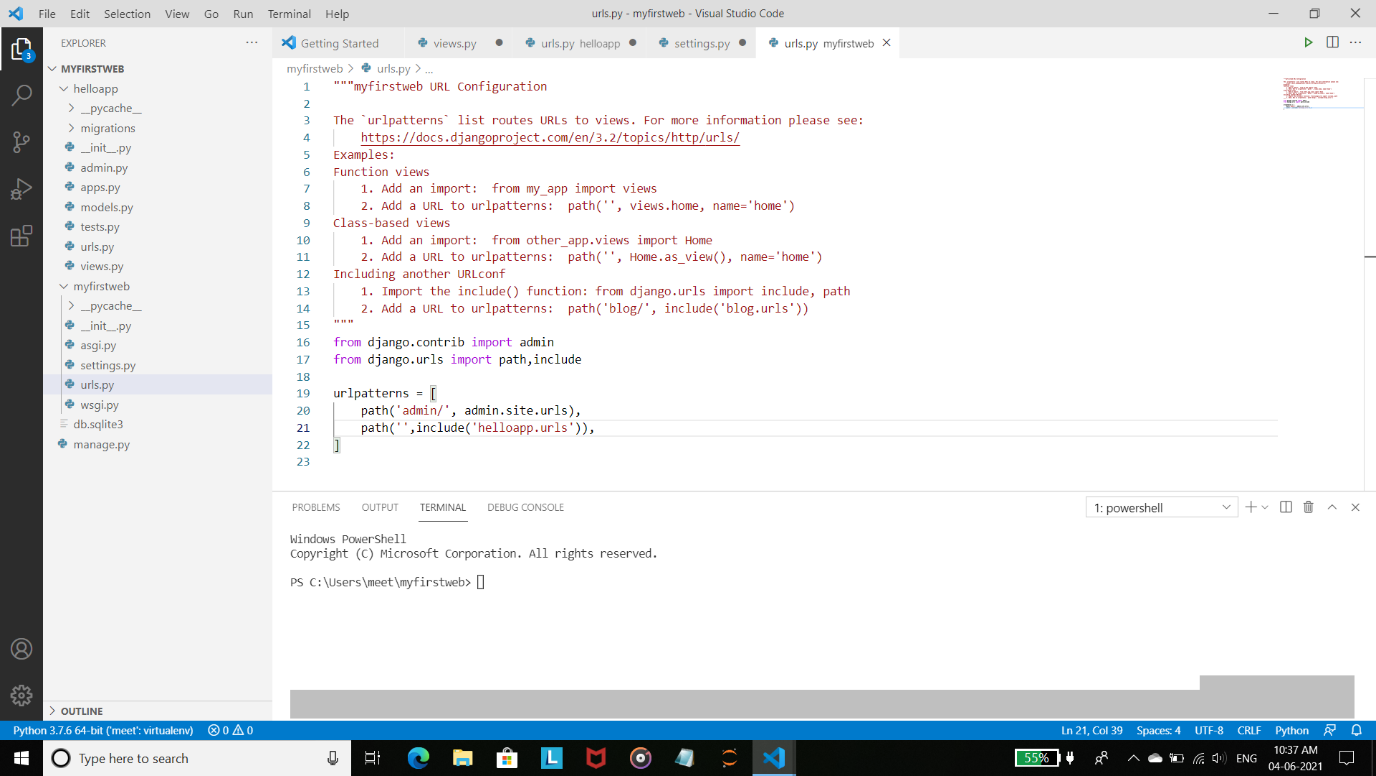 File Edit Selection View Go Run Terminal Help urls.py - myfirstweb - Visual Studio Code
EXPLORER
Getting Started
views.py
urls.py helloapp
settings.py
urls.py myfirstweb
3
MYFIRSTWEB
helloapp
__pycache__
migrations
__init__.py
admin.py
apps.py
models.py
tests.py
urls.py
views.py
myfirstweb
__pycache__
__init__.py
asgi.py
settings.py
urls.py
wsgi.py
db.sqlite3
manage.py
OUTLINE
myfirstweb > urls.py > ...
1 """myfirstweb URL Configuration
2
3 The `urlpatterns` list routes URLs to views. For more information please see:
4 https://docs.djangoproject.com/en/3.2/topics/http/urls/
5 Examples:
6 Function views
7 1. Add an import:  from my_app import views
8 2. Add a URL to urlpatterns:  path('', views.home, name='home')
9 Class-based views
10 1. Add an import:  from other_app.views import Home
11 2. Add a URL to urlpatterns:  path('', Home.as_view(), name='home')
12 Including another URLconf
13 1. Import the include() function: from django.urls import include, path
14 2. Add a URL to urlpatterns:  path('blog/', include('blog.urls'))
15 """
16 from django.contrib import admin
17 from django.urls import path,include
18
19 urlpatterns = [
20 path('admin/', admin.site.urls),
21 path('',include('helloapp.urls')),
22 ]
23
PROBLEMS OUTPUT TERMINAL DEBUG CONSOLE 1: powershell
Windows PowerShell
Copyright (C) Microsoft Corporation. All rights reserved.
PS C:\Users\meet\myfirstweb>
Python 3.7.6 64-bit ('meet': virtualenv) 0 0 Ln 21, Col 39 Spaces: 4 UTF-8 CRLF Python
Type here to search
L
55%
ENG
10:37 AM
04-06-2021